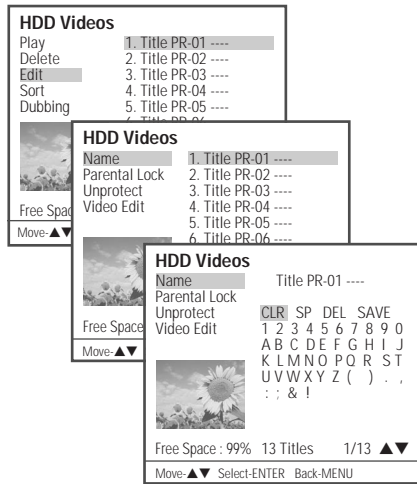 HDD Videos
Play 1. Title PR-01 ----
Delete 2. Title PR-02 ----
Edit 3. Title PR-03 ----
Sort 4. Title PR-04 ----
Dubbing 5. Title PR-05 ----
Free Spac
Move-▲▼
HDD Videos
Name 1. Title PR-01 ----
Parental Lock 2. Title PR-02 ----
Unprotect 3. Title PR-03 ----
Video Edit 4. Title PR-04 ----
5. Title PR-05 ----
6. Title PR-06 ----
Free Space
Move-▲▼
HDD Videos
Name Title PR-01 ----
Parental Lock
Unprotect CLR SP DEL SAVE
Video Edit 1 2 3 4 5 6 7 8 9 0
A B C D E F G H I J
K L M N O P Q R S T
U V W X Y Z ( ) . ,
: ; & !
Free Space : 99% 13 Titles 1/13 ▲▼
Move-▲▼ Select-ENTER Back-MENU